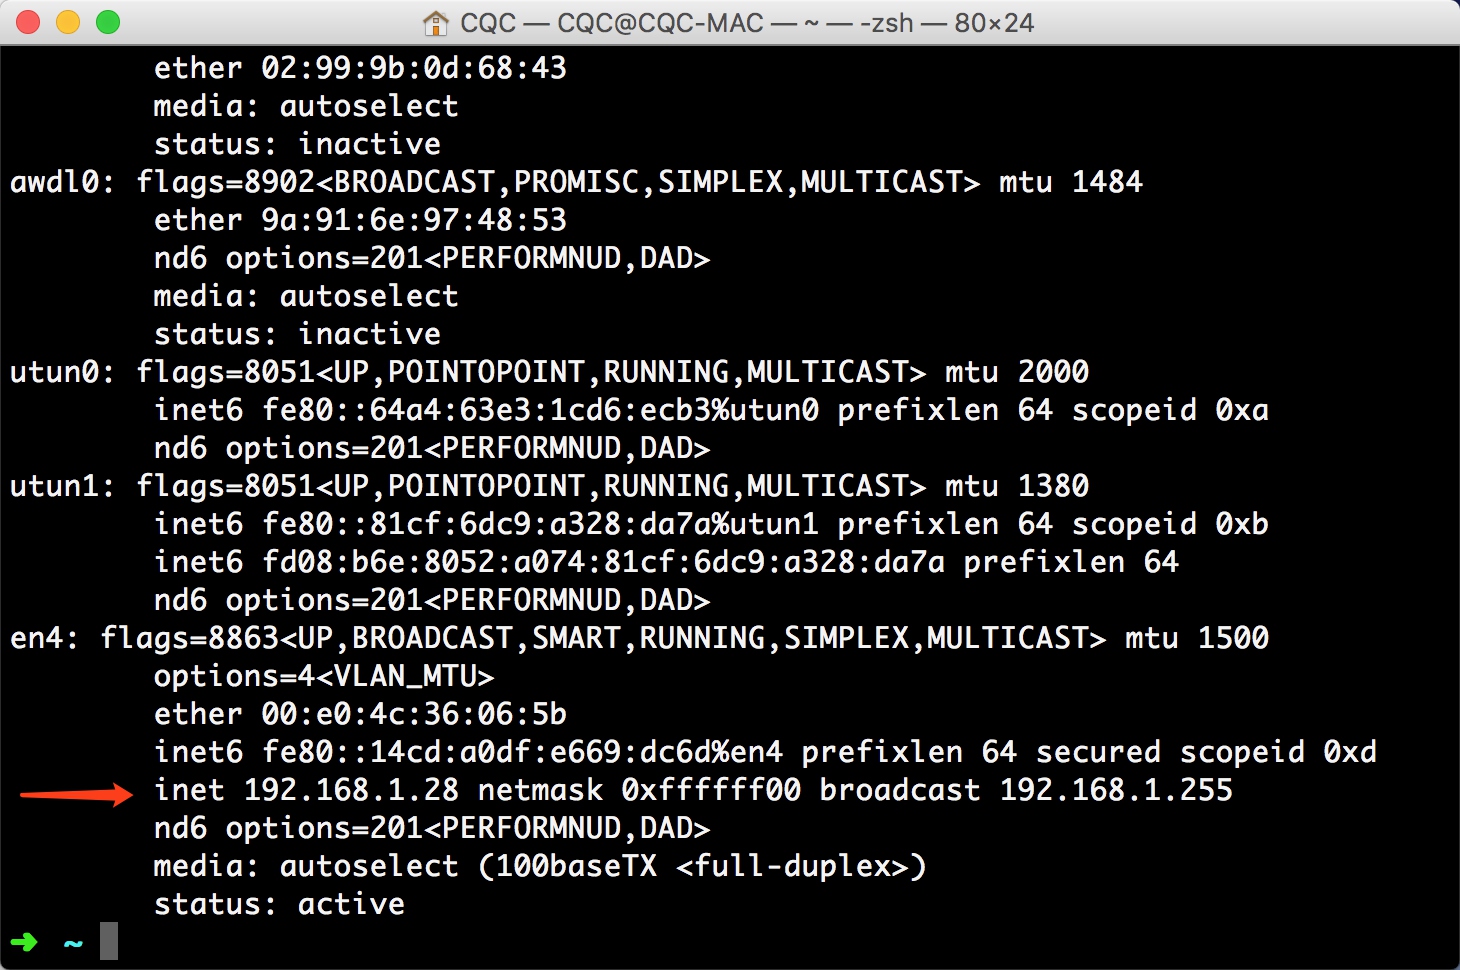 CQC — CQC@CQC-MAC — ~ — -zsh — 80×24
ether 02:99:9b:0d:68:43
media: autoselect
status: inactive
awdl0: flags=8902<BROADCAST,PROMISC,SIMPLEX,MULTICAST> mtu 1484
ether 9a:91:6e:97:48:53
nd6 options=201<PERFORMNUD,DAD>
media: autoselect
status: inactive
utun0: flags=8051<UP,POINTOPOINT,RUNNING,MULTICAST> mtu 2000
inet6 fe80::64a4:63e3:1cd6:ecb3%utun0 prefixlen 64 scopeid 0xa
nd6 options=201<PERFORMNUD,DAD>
utun1: flags=8051<UP,POINTOPOINT,RUNNING,MULTICAST> mtu 1380
inet6 fe80::81cf:6dc9:a328:da7a%utun1 prefixlen 64 scopeid 0xb
inet6 fd08:b6e:8052:a074:81cf:6dc9:a328:da7a prefixlen 64
nd6 options=201<PERFORMNUD,DAD>
en4: flags=8863<UP,BROADCAST,SMART,RUNNING,SIMPLEX,MULTICAST> mtu 1500
options=4<VLAN_MTU>
ether 00:e0:4c:36:06:5b
inet6 fe80::14cd:a0df:e669:dc6d%en4 prefixlen 64 secured scopeid 0xd
inet 192.168.1.28 netmask 0xffffff00 broadcast 192.168.1.255
nd6 options=201<PERFORMNUD,DAD>
media: autoselect (100baseTX <full-duplex>)
status: active
➜ ~